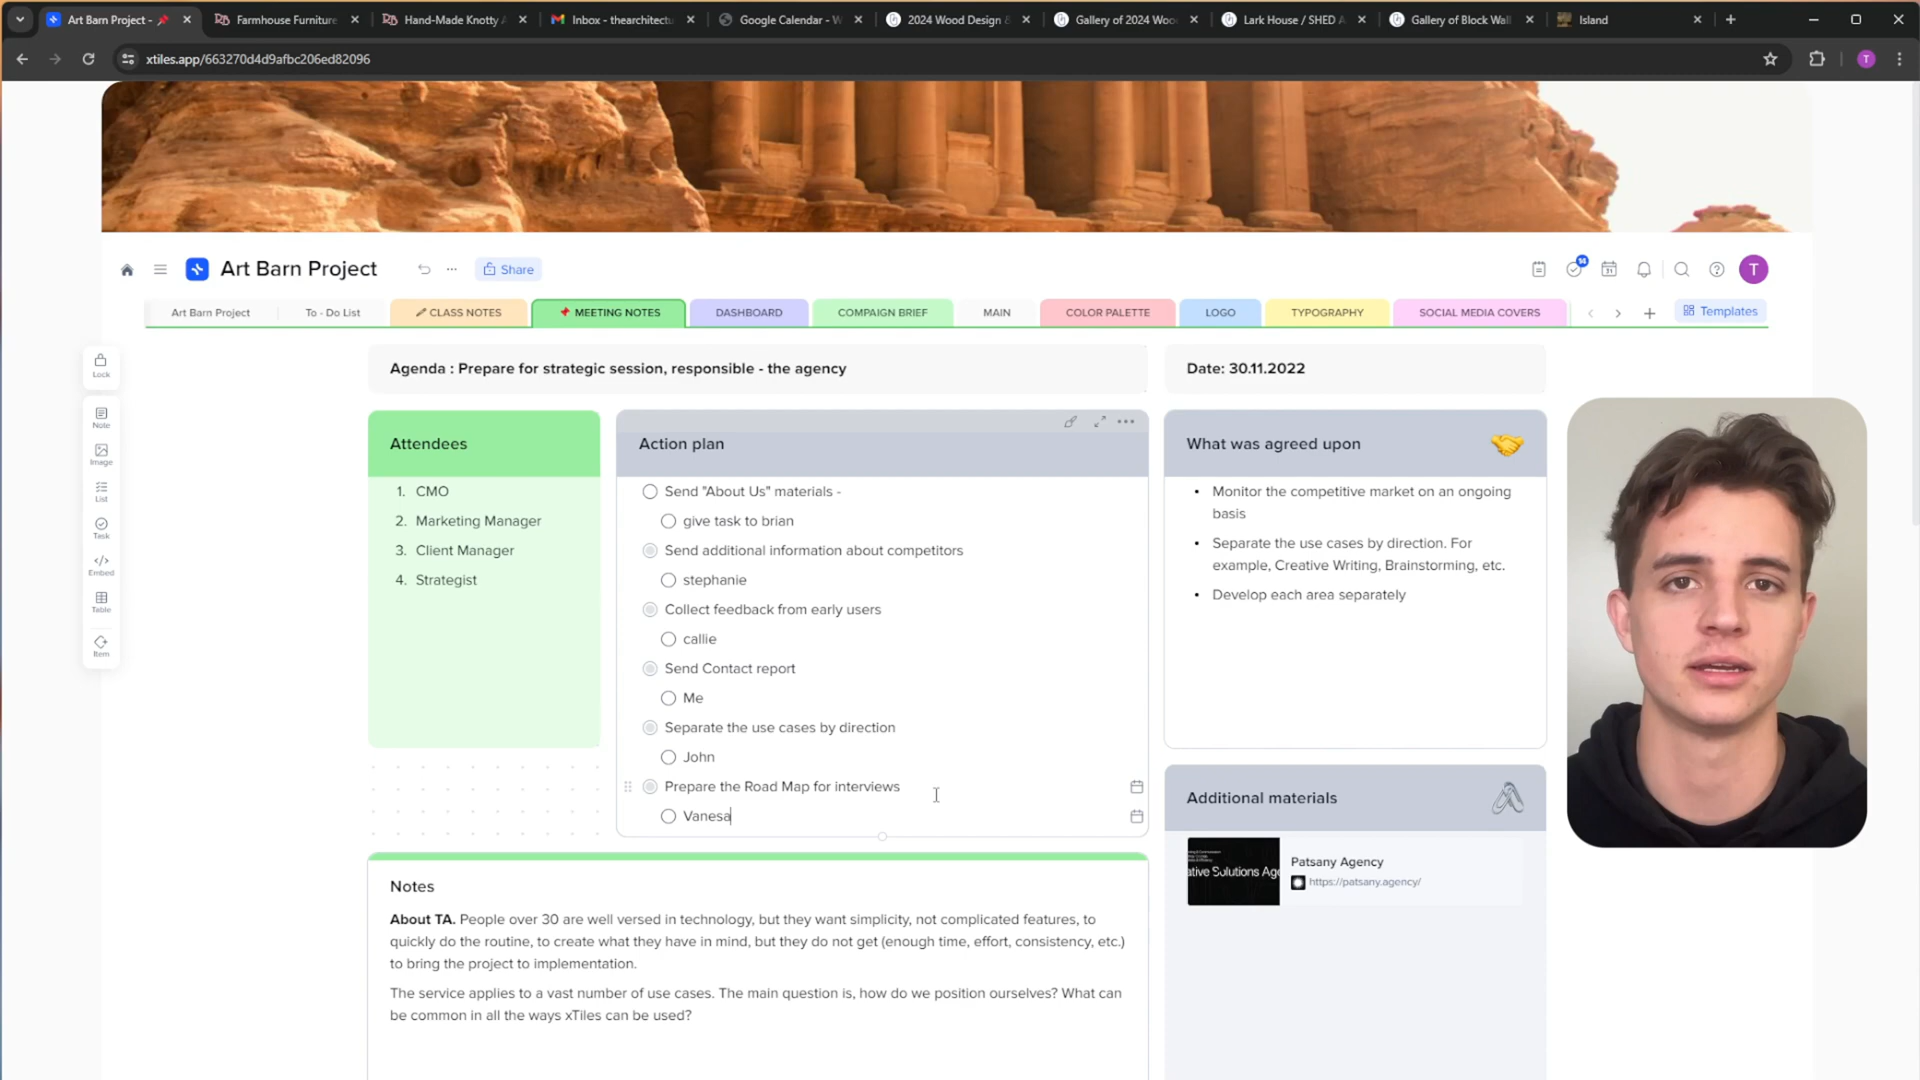 Art Barn Project - 📌
Farmhouse Furniture
Hand-Made Knotty A
Inbox - thearchitectu
Google Calendar - W
2024 Wood Design &
Gallery of 2024 Woo
Lark House / SHED A
Gallery of Block Wall
Island
xtiles.app/663270d4d9afbc206ed82096
T
Art Barn Project
Share
31
T
Art Barn Project
To - Do List
CLASS NOTES
MEETING NOTES
DASHBOARD
COMPAIGN BRIEF
MAIN
COLOR PALETTE
LOGO
TYPOGRAPHY
SOCIAL MEDIA COVERS
Templates
Lock
Note
Image
List
Task
Embed
Table
Item
Agenda : Prepare for strategic session, responsible - the agency
Date: 30.11.2022
Attendees
1. CMO
2. Marketing Manager
3. Client Manager
4. Strategist
Action plan
Send "About Us" materials -
give task to brian
Send additional information about competitors
stephanie
Collect feedback from early users
callie
Send Contact report
Me
Separate the use cases by direction
John
Prepare the Road Map for interviews
Vanesa
What was agreed upon
• Monitor the competitive market on an ongoing
basis
• Separate the use cases by direction. For
example, Creative Writing, Brainstorming, etc.
• Develop each area separately
Additional materials
ative Solutions Age
Patsany Agency
https://patsany.agency/
Notes
About TA. People over 30 are well versed in technology, but they want simplicity, not complicated features, to
quickly do the routine, to create what they have in mind, but they do not get (enough time, effort, consistency, etc.)
to bring the project to implementation.
The service applies to a vast number of use cases. The main question is, how do we position ourselves? What can
be common in all the ways xTiles can be used?